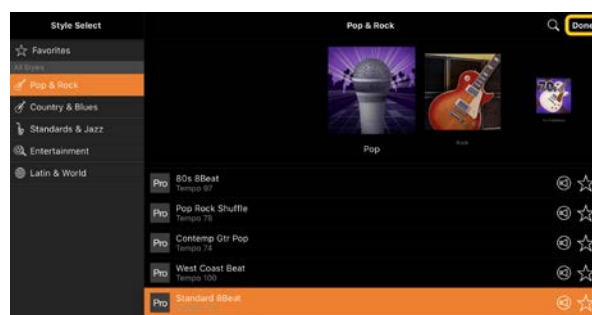 Style Select
Pop & Rock
Done
Favorites
All Styles
Pop & Rock
Country & Blues
Standards & Jazz
Entertainment
Latin & World
70s
Pop
Rock
Pro
80s 8Beat
Tempo 97
Pro
Pop Rock Shuffle
Tempo 78
Pro
Contemp Gtr Pop
Tempo 74
Pro
West Coast Beat
Tempo 100
Pro
Standard 8Beat